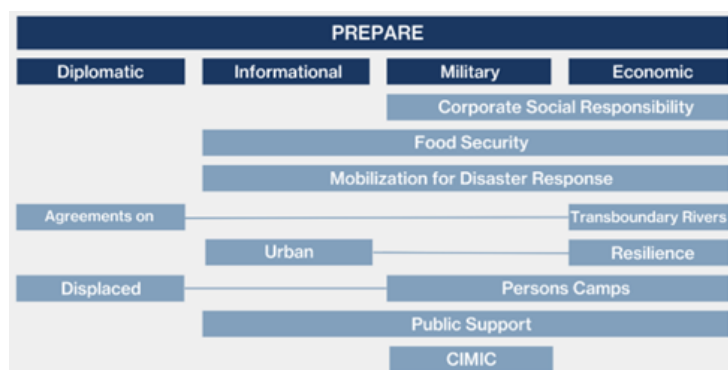 PREPARE
Diplomatic Informational Military Economic
Corporate Social Responsibility
Food Security
Mobilization for Disaster Response
Agreements on Transboundary Rivers
Urban Resilience
Displaced Persons Camps
Public Support
CIMIC